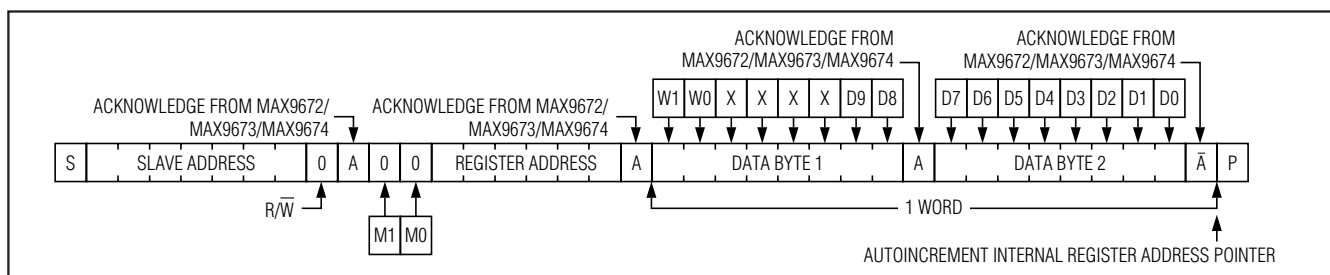 ACKNOWLEDGE FROM
MAX9672/MAX9673/MAX9674
ACKNOWLEDGE FROM
MAX9672/MAX9673/MAX9674
W1 W0 X X X X D9 D8
D7 D6 D5 D4 D3 D2 D1 D0
ACKNOWLEDGE FROM MAX9672/
MAX9673/MAX9674
ACKNOWLEDGE FROM MAX9672/
MAX9673/MAX9674
S SLAVE ADDRESS 0 A 0 0 REGISTER ADDRESS A DATA BYTE 1 A DATA BYTE 2 A̅ P
R/W̅
1 WORD
M1 M0
AUTOINCREMENT INTERNAL REGISTER ADDRESS POINTER